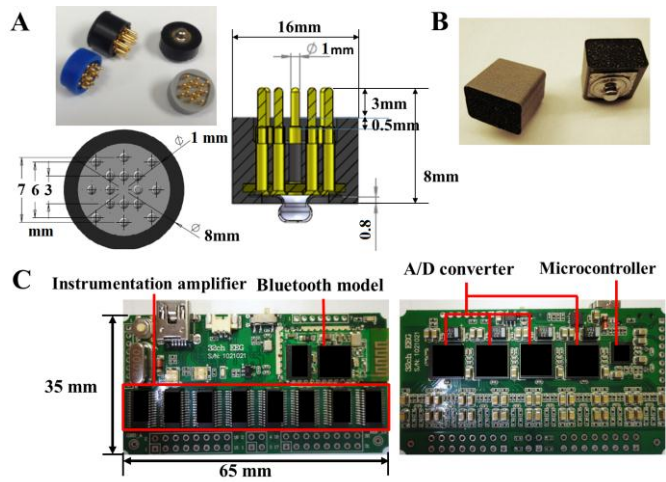 A
B
16mm
∅ 1mm
3mm
0.5mm
8mm
0.8
∅ 1 mm
7 6 3
mm
∅ 8mm
C
Instrumentation amplifier
Bluetooth model
A/D converter
Microcontroller
35 mm
65 mm
32ch EEG
S/N: 1021021
32ch EEG